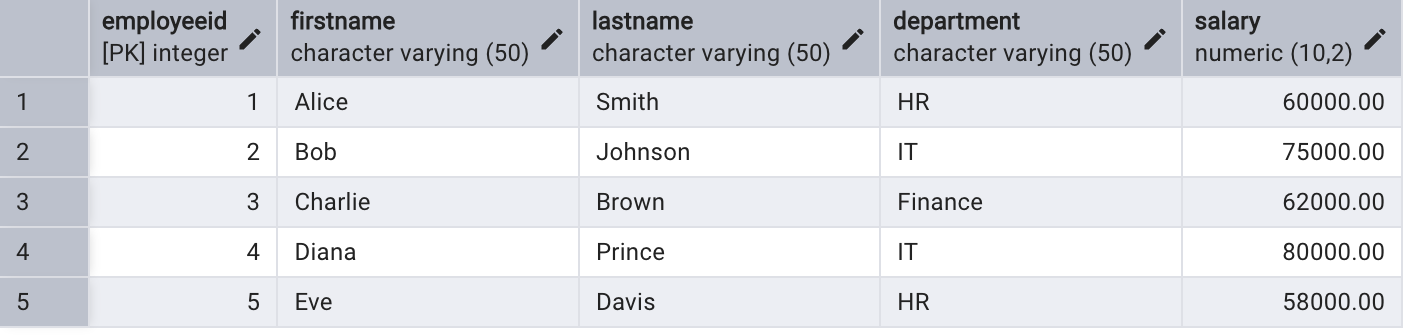 employeeid firstname lastname department salary
[PK] integer character varying (50) character varying (50) character varying (50) numeric (10,2)
1 1 Alice Smith HR 60000.00
2 2 Bob Johnson IT 75000.00
3 3 Charlie Brown Finance 62000.00
4 4 Diana Prince IT 80000.00
5 5 Eve Davis HR 58000.00